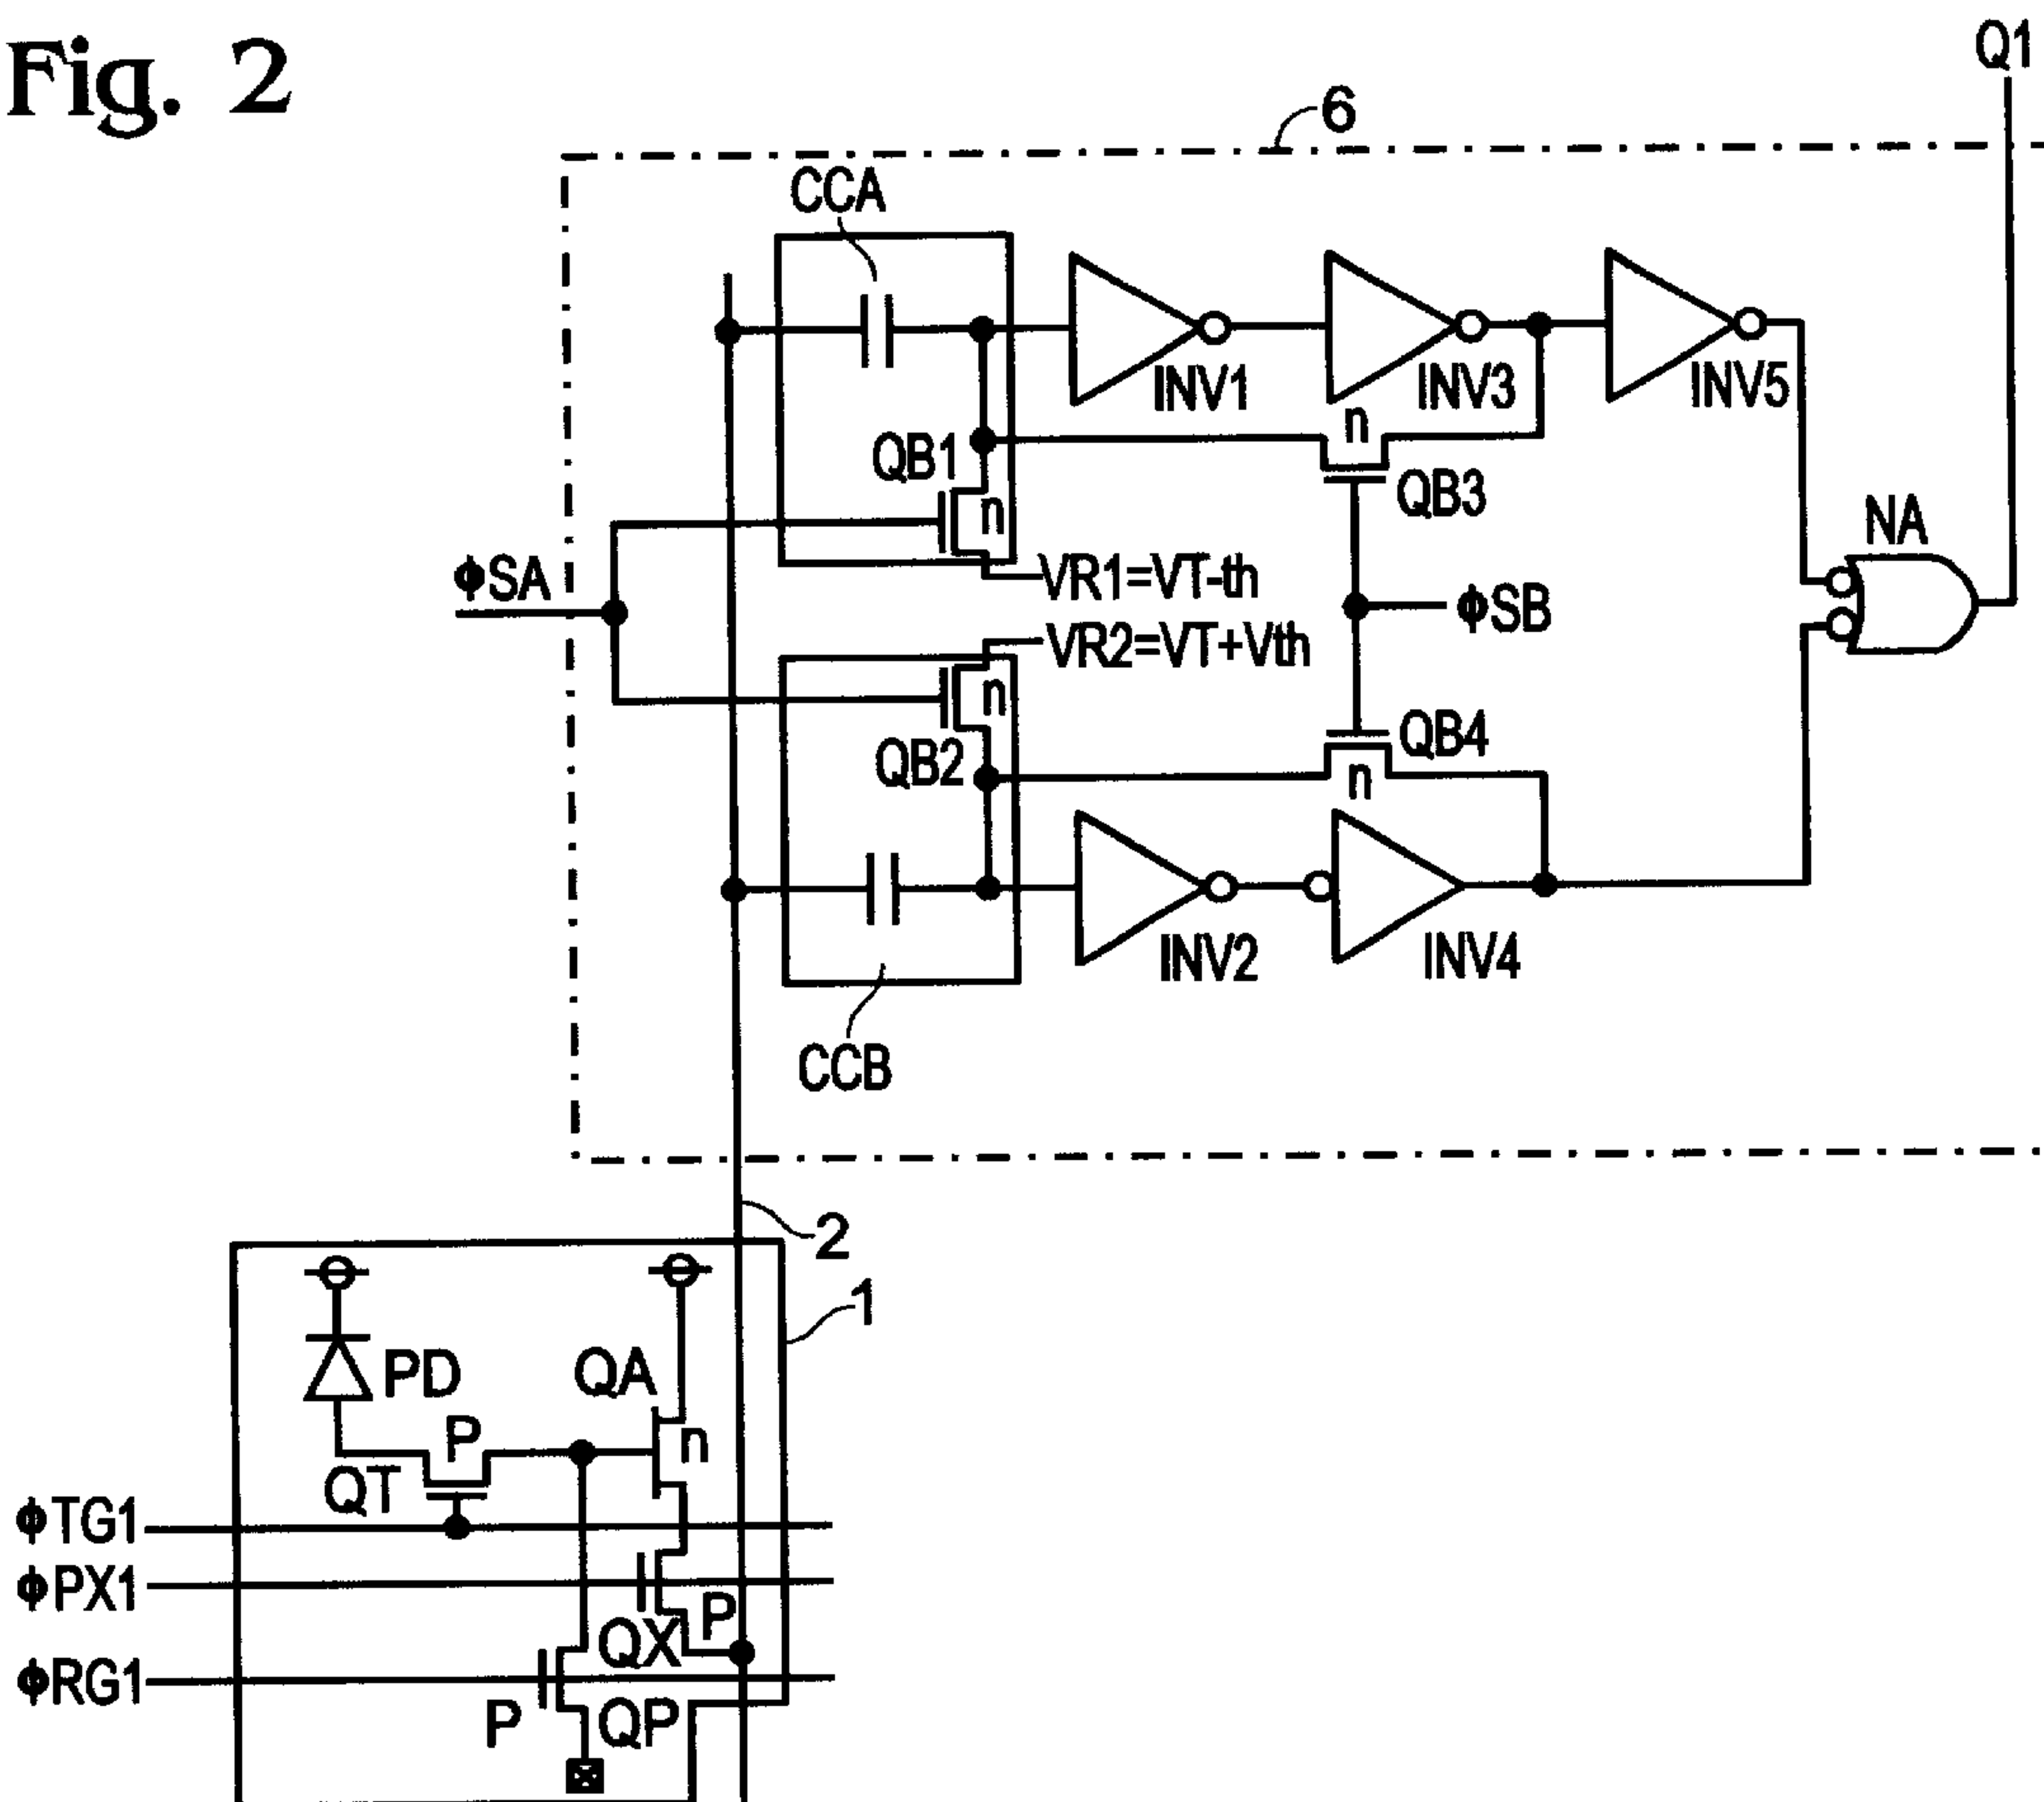 Fig. 2
Q1
6
CCA
INV1
INV3
INV5
n
QB1
QB3
n
NA
ϕSA
VR1=VT-th
ϕSB
VR2=VT+Vth
n
QB4
QB2
n
INV2
INV4
CCB
2
1
PD
QA
P
n
QT
ϕTG1
ϕPX1
P
QX
ϕRG1
P
QP